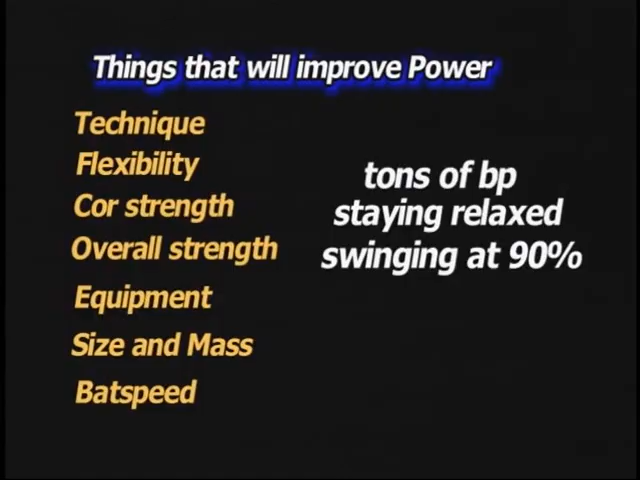 Things that will improve Power
Technique
Flexibility
Cor strength
Overall strength
Equipment
Size and Mass
Batspeed
tons of bp
staying relaxed
swinging at 90%